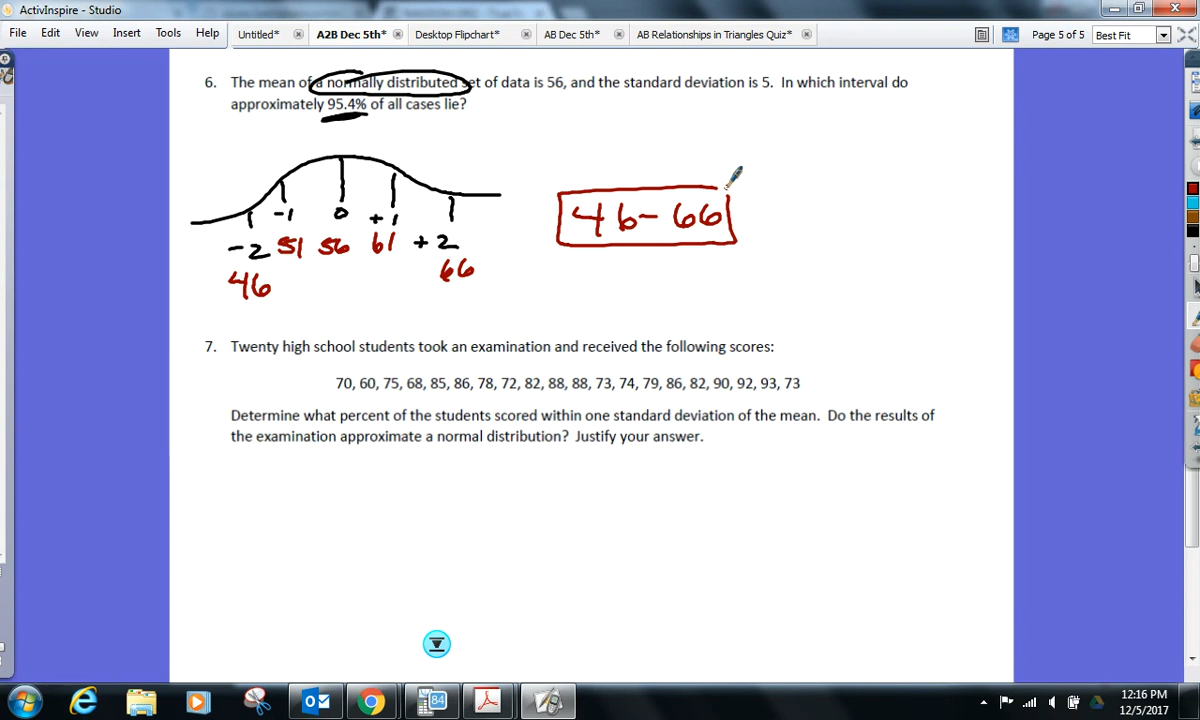 ActivInspire - Studio
File Edit View Insert Tools Help Untitled* A2B Dec 5th* Desktop Flipchart* AB Dec 5th* AB Relationships in Triangles Quiz* Page 5 of 5 Best Fit
6. The mean of a normally distributed set of data is 56, and the standard deviation is 5. In which interval do
approximately 95.4% of all cases lie?
-2 -1 0 +1 +2
46 51 56 61 66
46-66
7. Twenty high school students took an examination and received the following scores:
70, 60, 75, 68, 85, 86, 78, 72, 82, 88, 88, 73, 74, 79, 86, 82, 90, 92, 93, 73
Determine what percent of the students scored within one standard deviation of the mean. Do the results of
the examination approximate a normal distribution? Justify your answer.
84
12:16 PM
12/5/2017